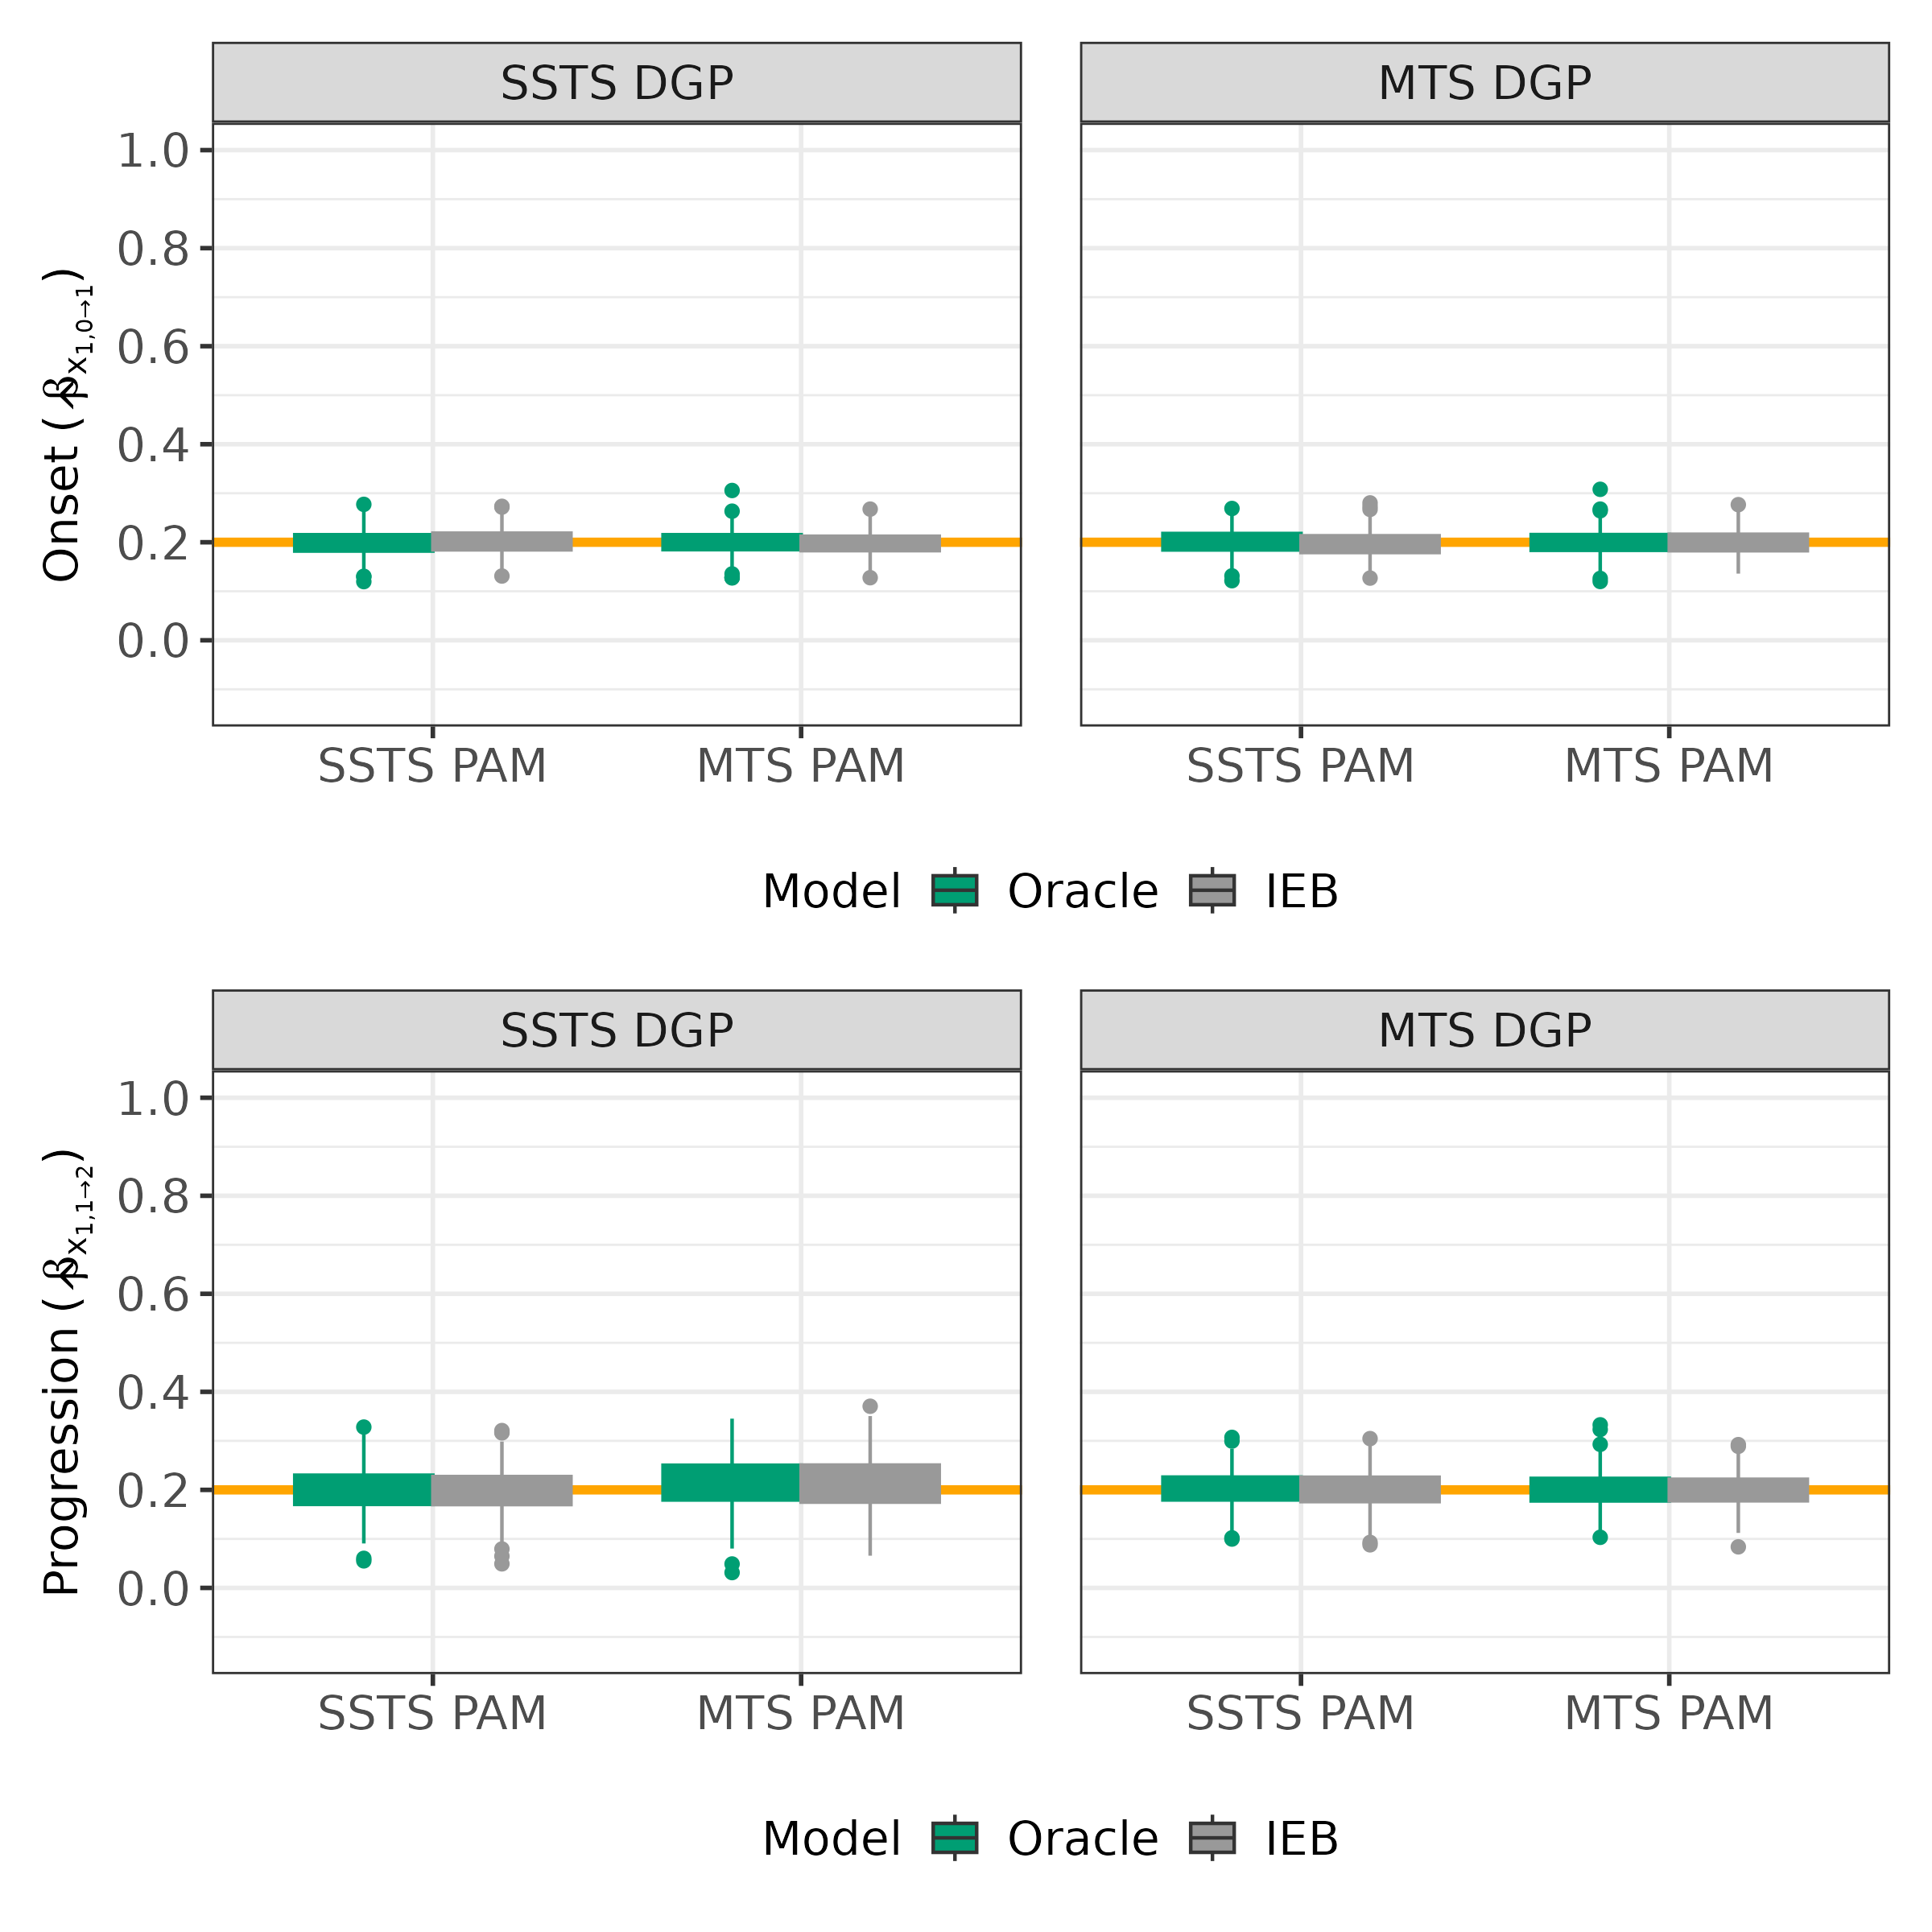 SSTS DGP
MTS DGP
Onset (β̂x₁,₀→₁)
1.0
0.8
0.6
0.4
0.2
0.0
SSTS PAM
MTS PAM
SSTS PAM
MTS PAM
Model Oracle IEB
SSTS DGP
MTS DGP
Progression (β̂x₁,₁→₂)
1.0
0.8
0.6
0.4
0.2
0.0
SSTS PAM
MTS PAM
SSTS PAM
MTS PAM
Model Oracle IEB